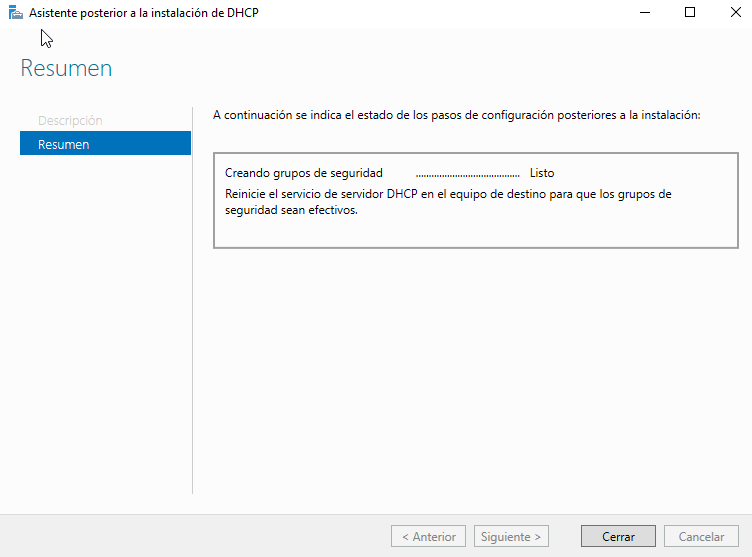 Asistente posterior a la instalación de DHCP
Resumen
Descripción
Resumen
A continuación se indica el estado de los pasos de configuración posteriores a la instalación:
Creando grupos de seguridad ....................................... Listo
Reinicie el servicio de servidor DHCP en el equipo de destino para que los grupos de
seguridad sean efectivos.
< Anterior
Siguiente >
Cerrar
Cancelar